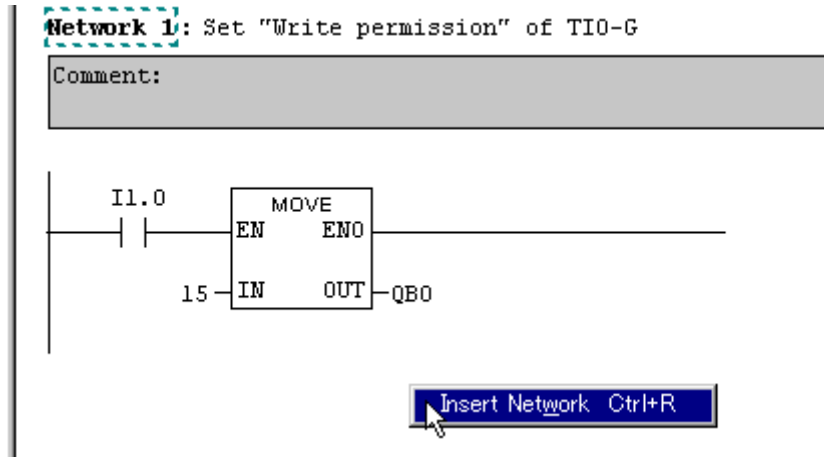 Network 1: Set "Write permission" of TIO-G
Comment:
I1.0
MOVE
EN ENO
15 IN OUT QB0
Insert Network Ctrl+R